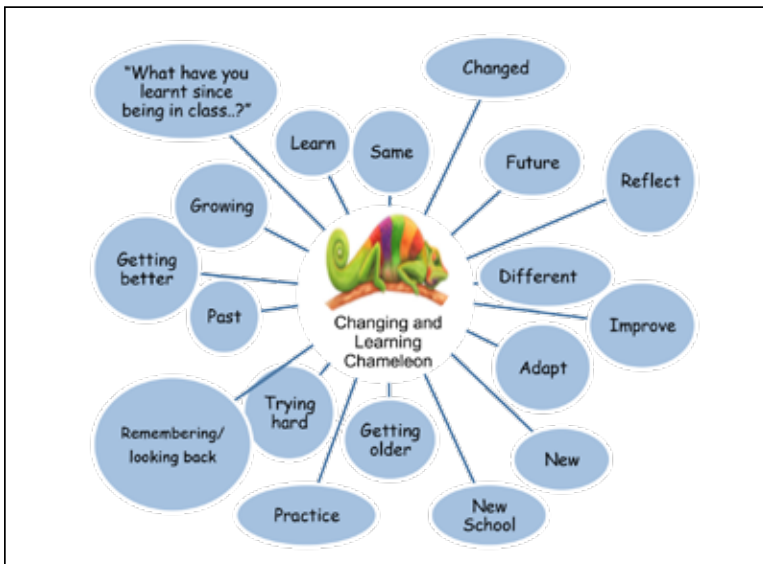 “What have you
learnt since
being in class..?”
Changed
Learn
Same
Future
Reflect
Growing
Getting
better
Different
Past
Improve
Changing and
Learning
Chameleon
Adapt
Trying
hard
Remembering/
looking back
Getting
older
New
Practice
New
School